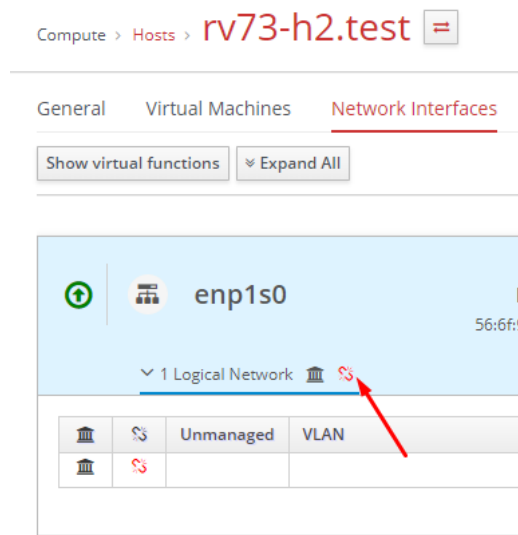 Compute > Hosts > rv73-h2.test
General Virtual Machines Network Interfaces
Show virtual functions Expand All
enp1s0
56:6f:
1 Logical Network
Unmanaged VLAN